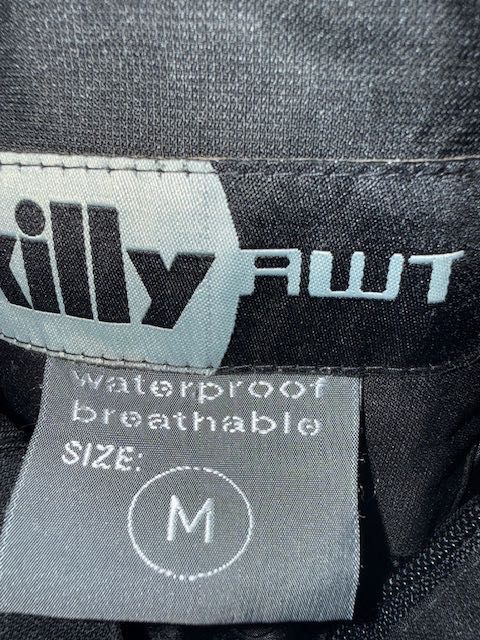 killy AWT
waterproof
breathable
SIZE:
M